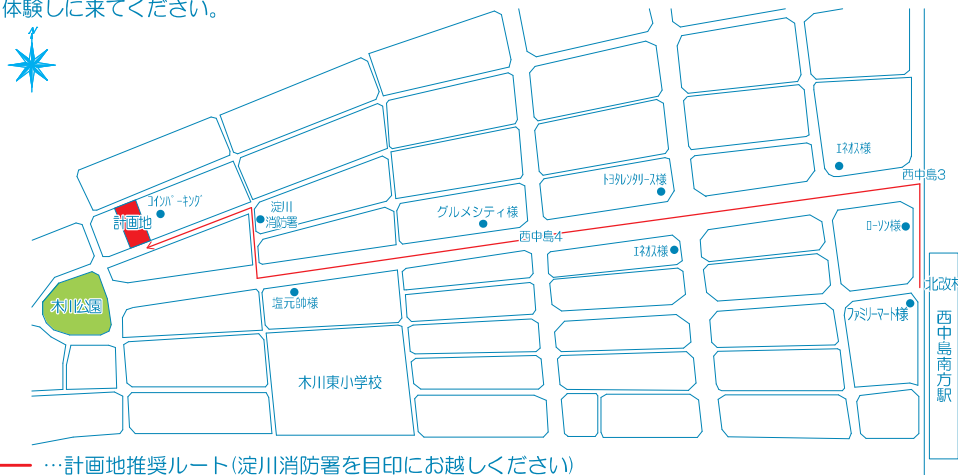 体験しに来てください。
N
ｴﾈｵｽ様
西中島3
ﾄﾖﾀﾚﾝﾀﾘｰｽ様
ｺｲﾝﾊﾟｰｷﾝｸﾞ
計画地
淀川
消防署
グルメシティ様
西中島4
ﾛｰｿﾝ様
ｴﾈｵｽ様
北改札
木川公園
塩元帥様
ﾌｧﾐﾘｰﾏｰﾄ様
西中島南方駅
木川東小学校
…計画地推奨ルート(淀川消防署を目印にお越しください)